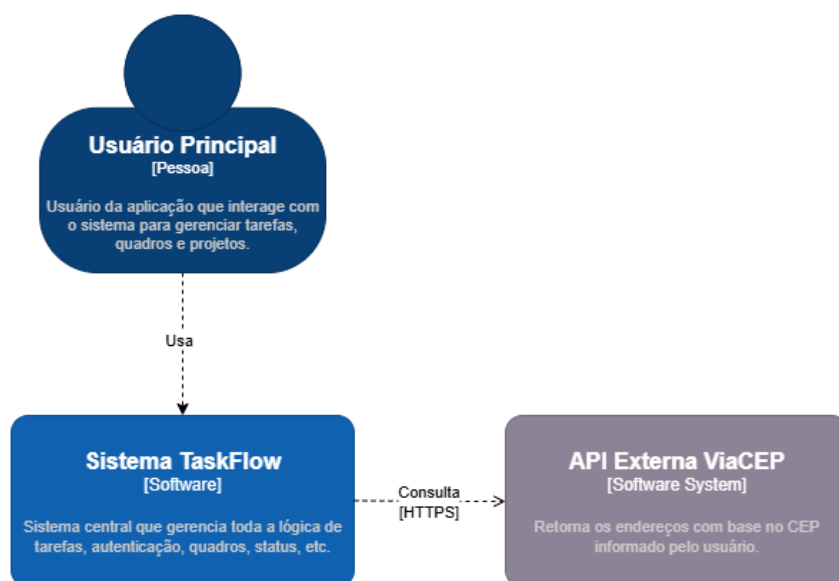 Usuário Principal
[Pessoa]
Usuário da aplicação que interage com
o sistema para gerenciar tarefas,
quadros e projetos.
Usa
Sistema TaskFlow
[Software]
Sistema central que gerencia toda a lógica de
tarefas, autenticação, quadros, status, etc.
Consulta
[HTTPS]
API Externa ViaCEP
[Software System]
Retorna os endereços com base no CEP
informado pelo usuário.